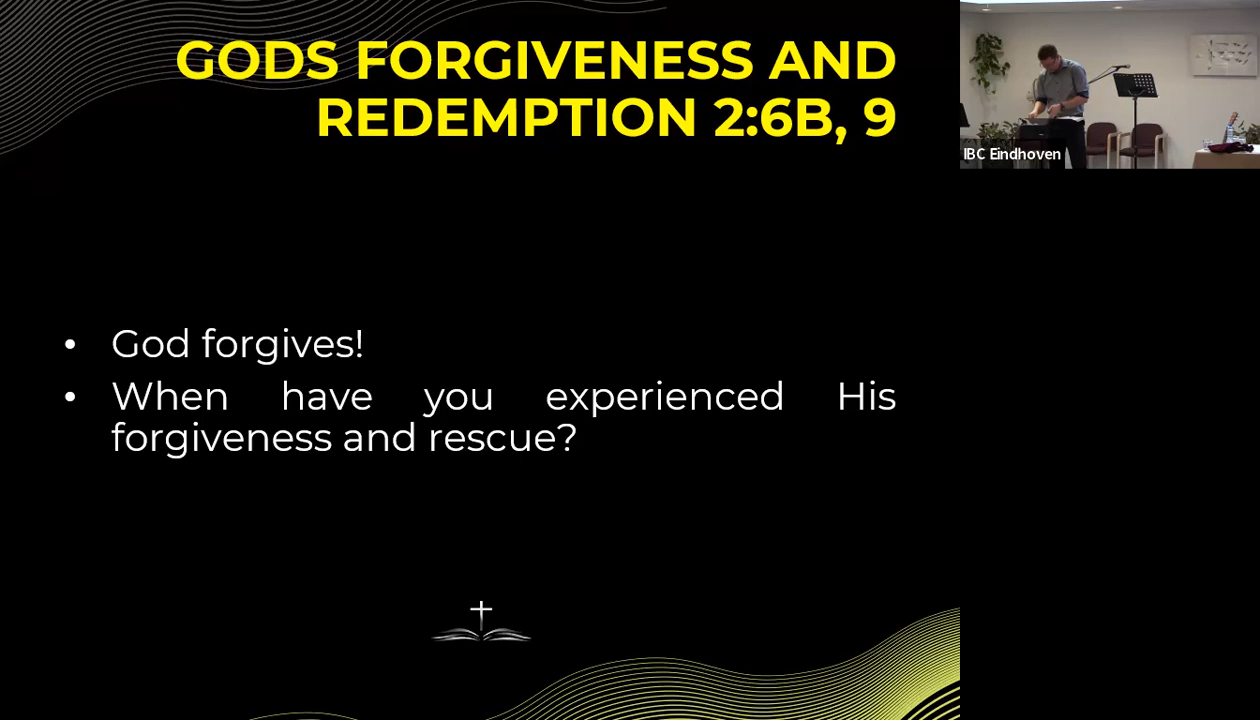 GODS FORGIVENESS AND
REDEMPTION 2:6B, 9
• God forgives!
• When have you experienced His
forgiveness and rescue?
IBC Eindhoven